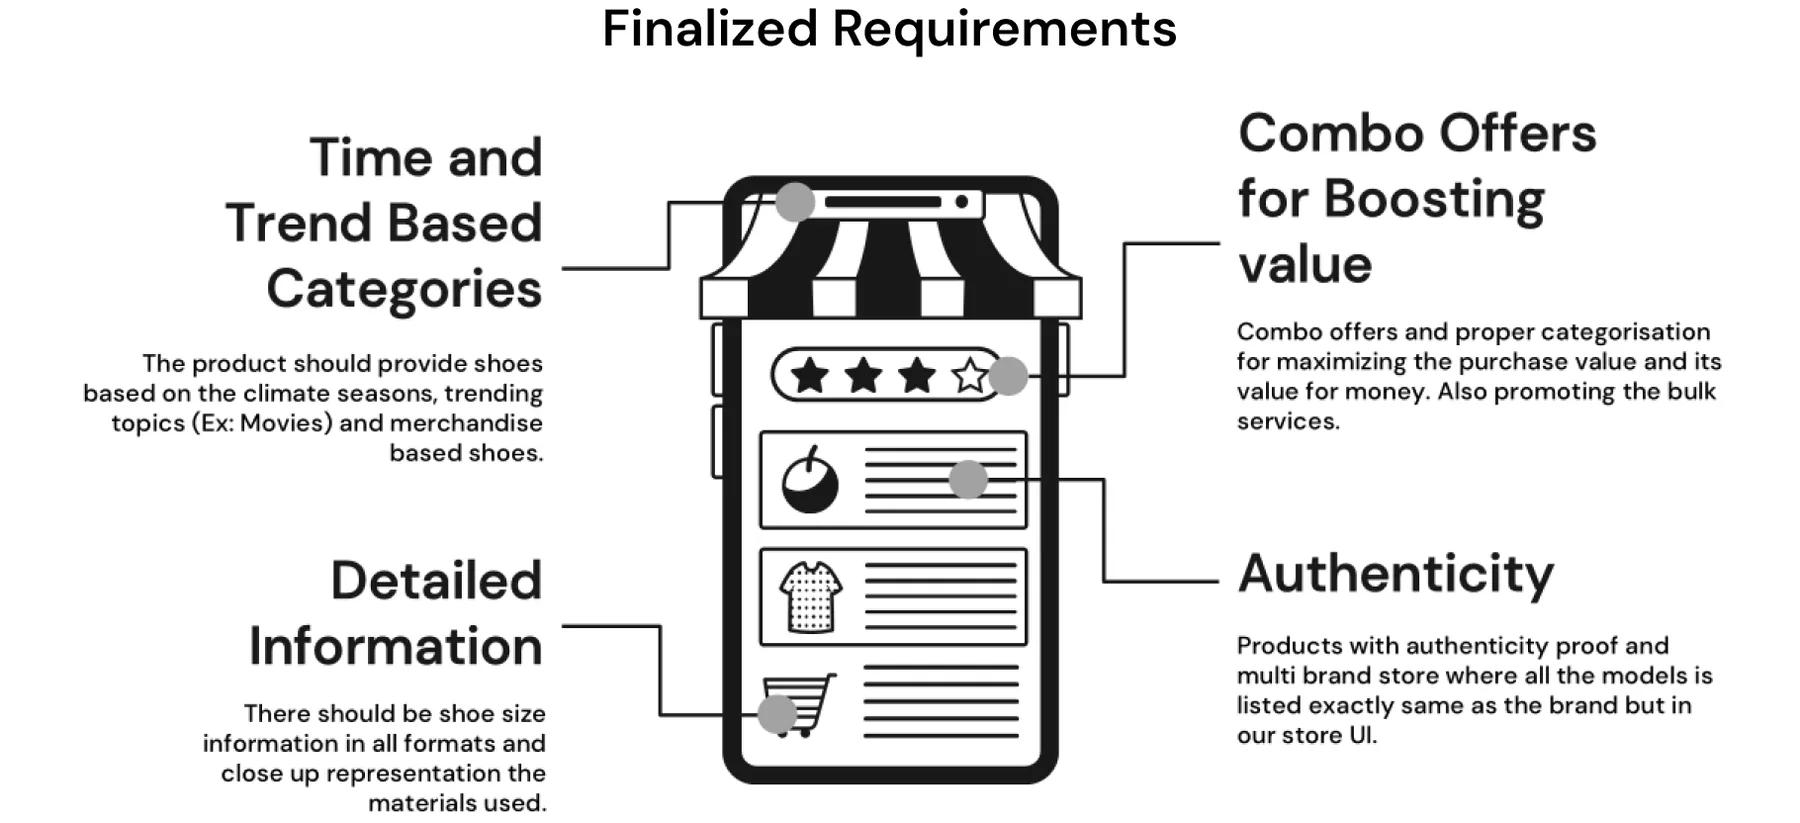 Finalized Requirements
Time and
Trend Based
Categories
The product should provide shoes
based on the climate seasons, trending
topics (Ex: Movies) and merchandise
based shoes.
Combo Offers
for Boosting
value
Combo offers and proper categorisation
for maximizing the purchase value and its
value for money. Also promoting the bulk
services.
Detailed
Information
There should be shoe size
information in all formats and
close up representation the
materials used.
Authenticity
Products with authenticity proof and
multi brand store where all the models is
listed exactly same as the brand but in
our store UI.